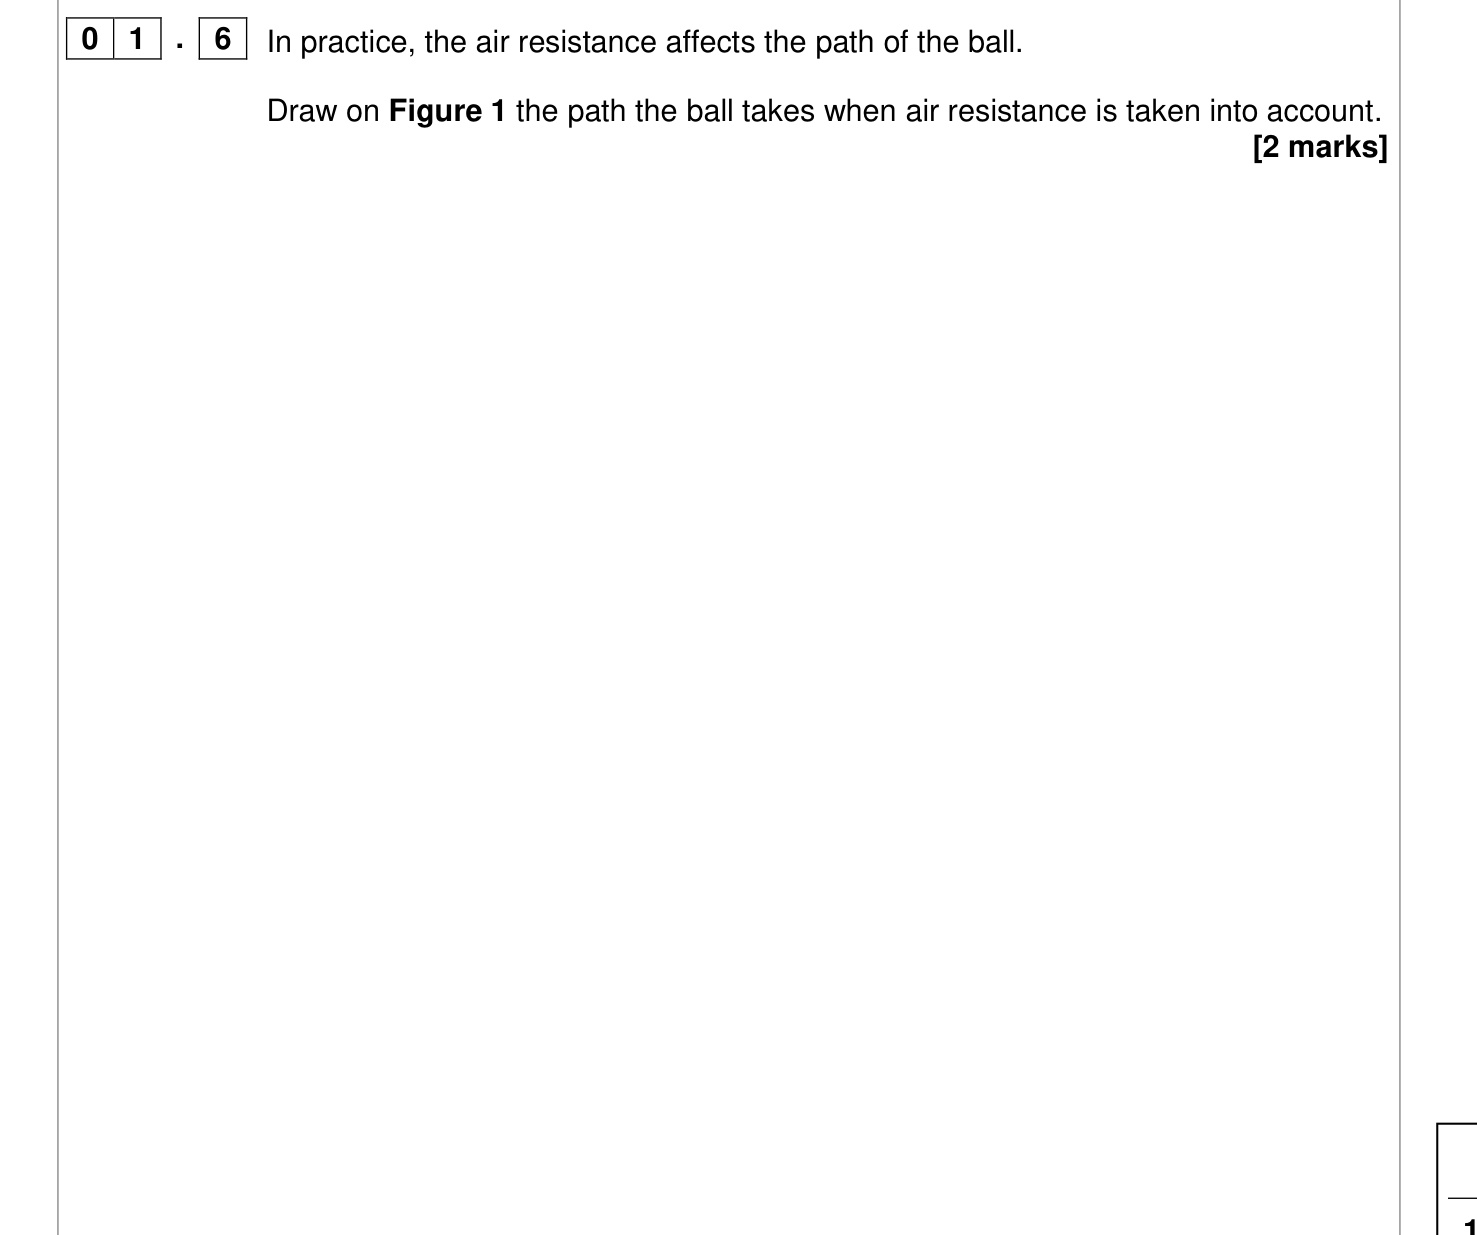 0 1 . 6 In practice, the air resistance affects the path of the ball.
Draw on Figure 1 the path the ball takes when air resistance is taken into account.
[2 marks]
1